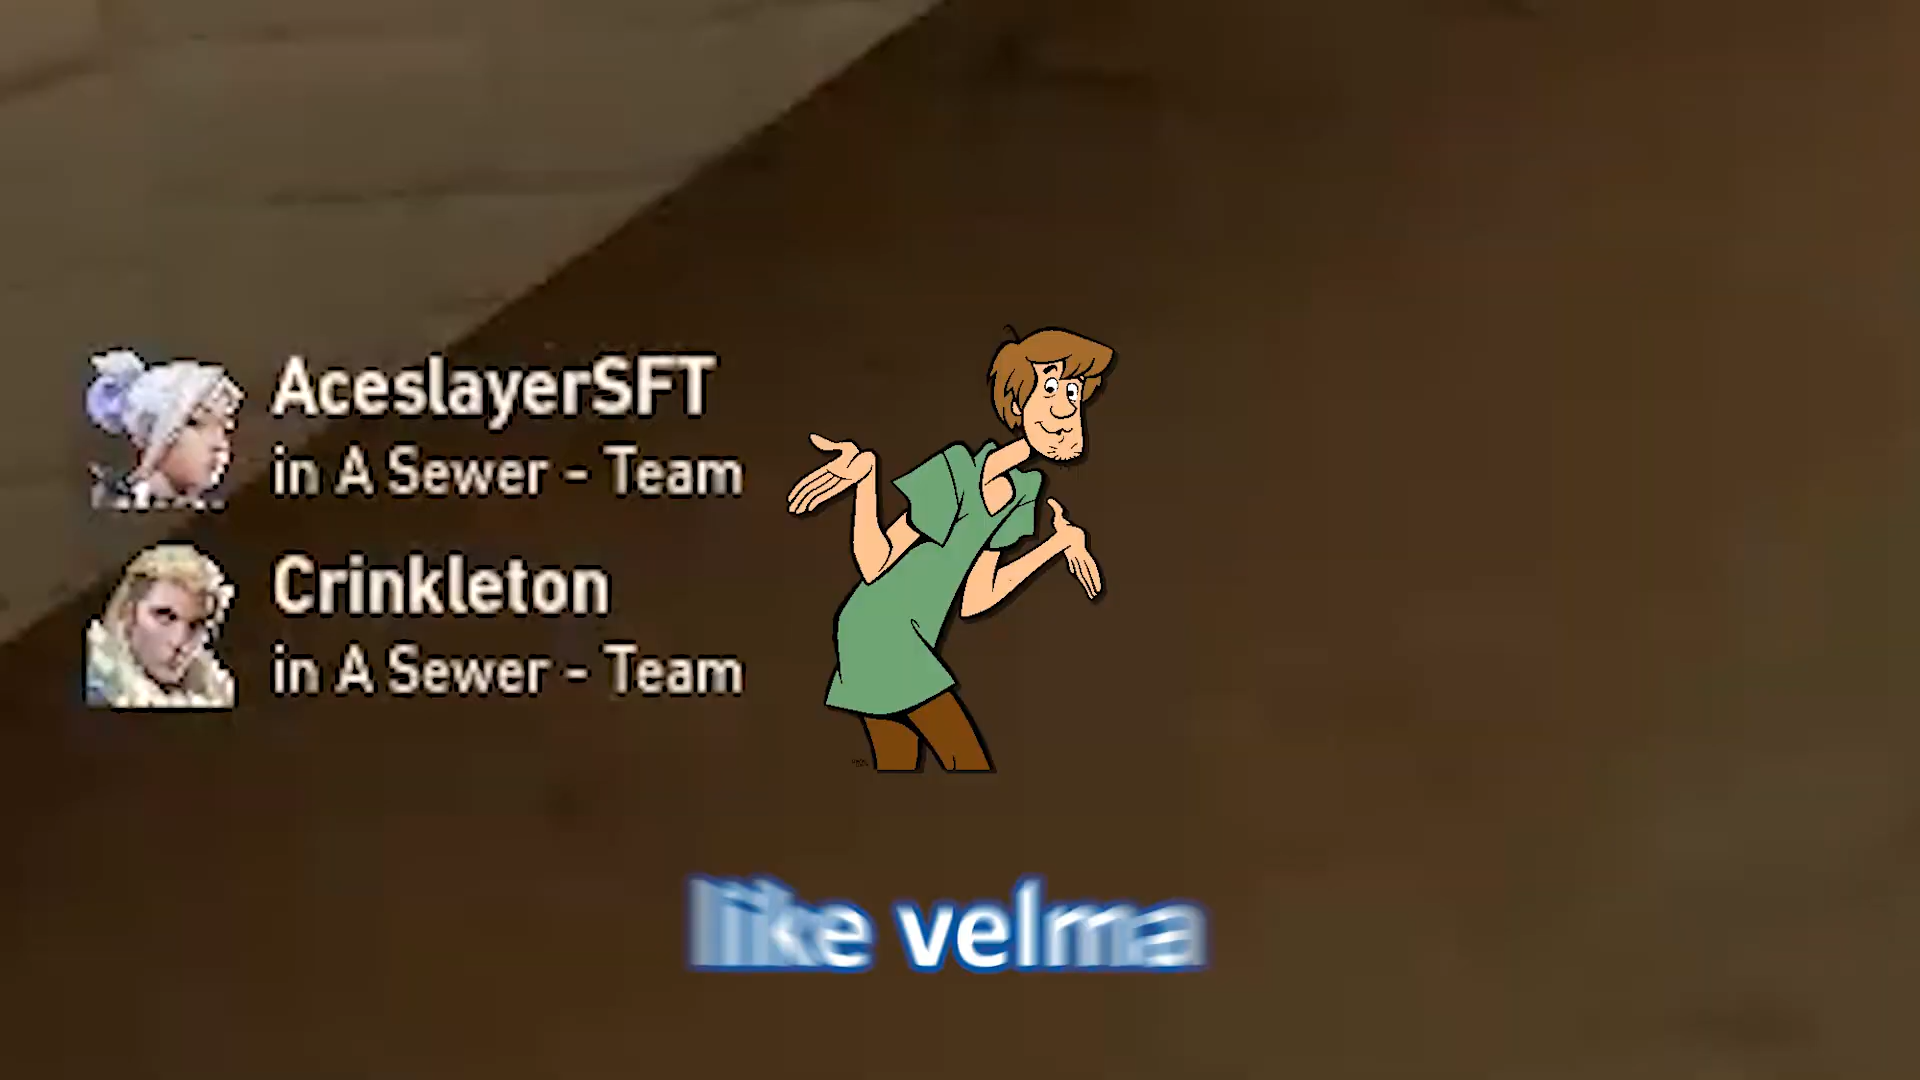 AceslayerSFT
in A Sewer - Team
Crinkleton
in A Sewer - Team
like velma